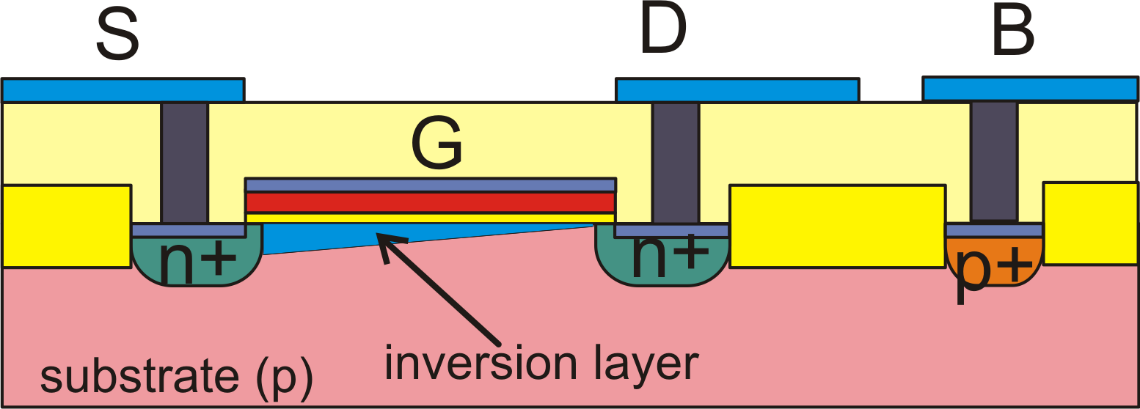 S
D
B
G
n+
n+
p+
inversion layer
substrate (p)